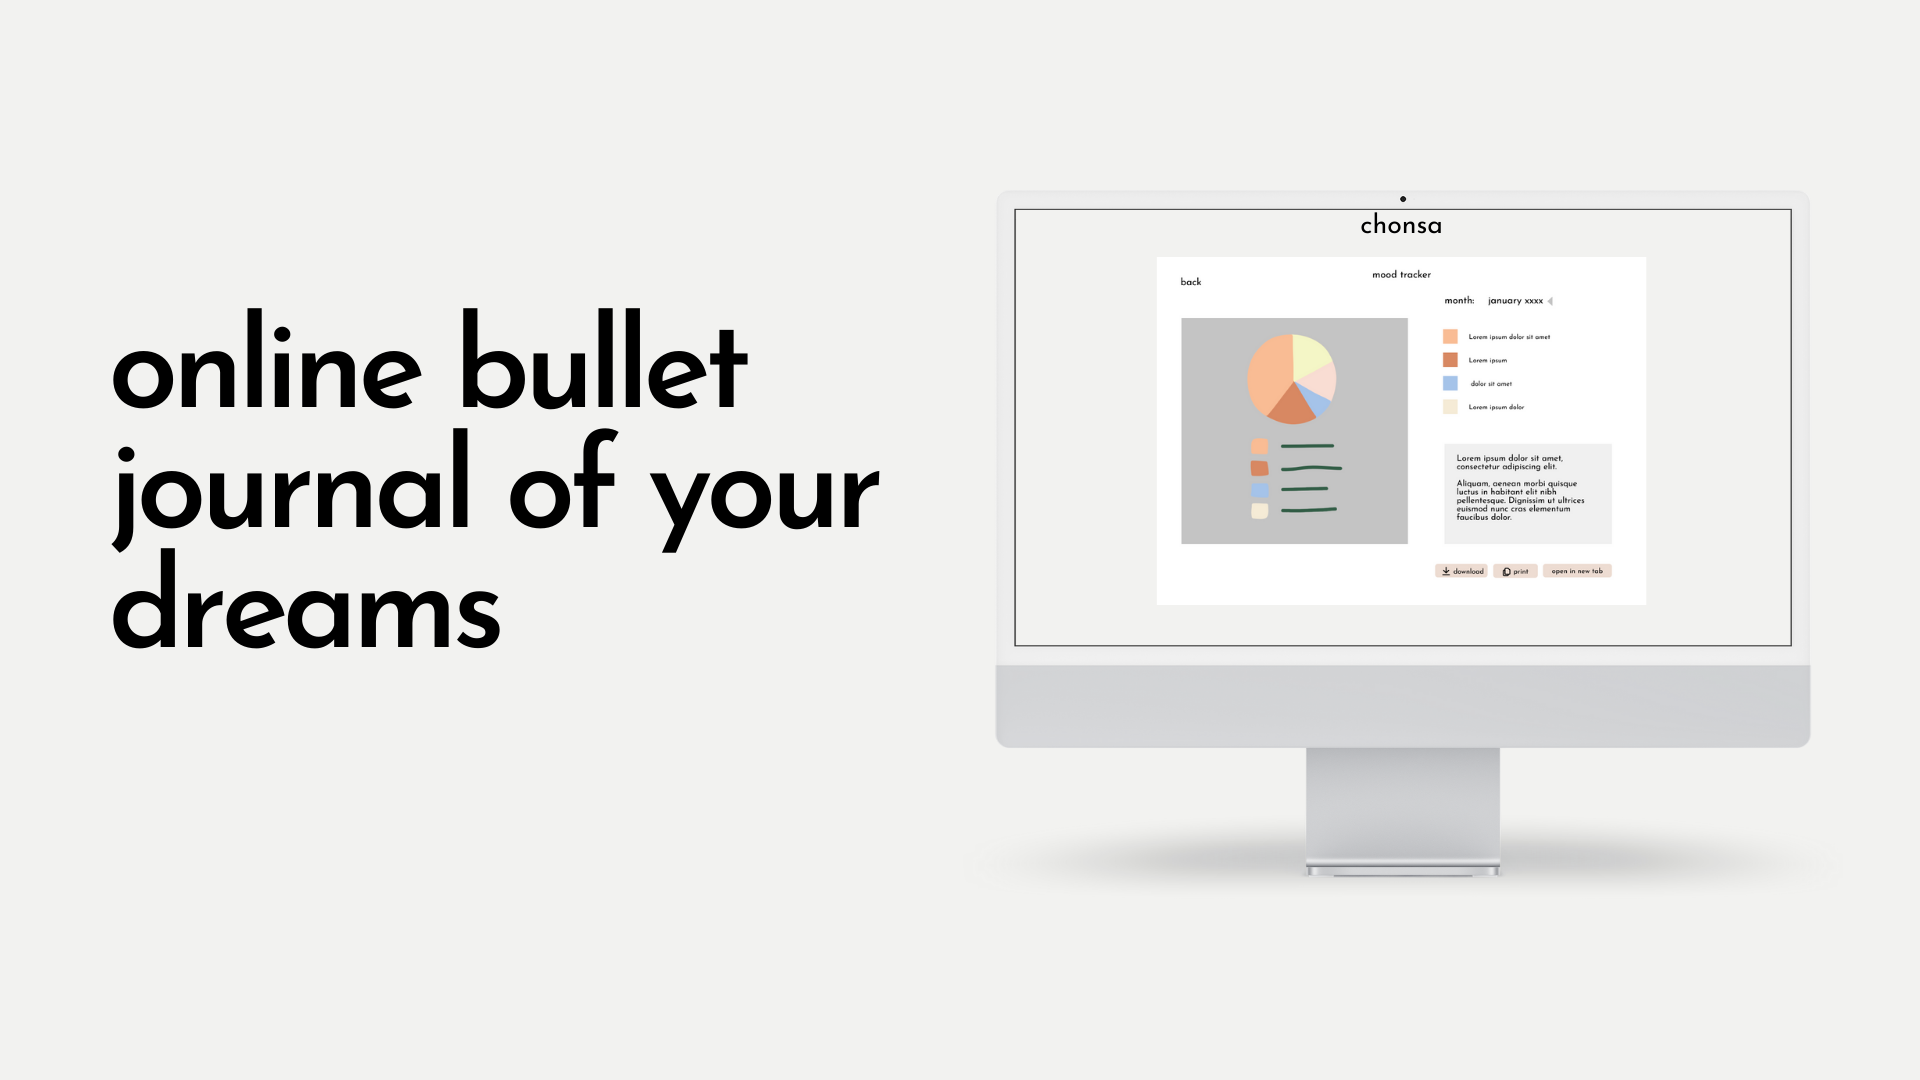 online bullet
journal of your
dreams
chonsa
mood tracker
back
month: january xxxx
Lorem ipsum dolor sit amet
Lorem ipsum
dolor sit amet
Lorem ipsum dolor
Lorem ipsum dolor sit amet,
consectetur adipiscing elit.
Aliquam, aenean morbi quisque
luctus in habitant elit nibh
pellentesque. Dignissim ut ultrices
euismod nunc cras elementum
faucibus dolor.
download print open in new tab